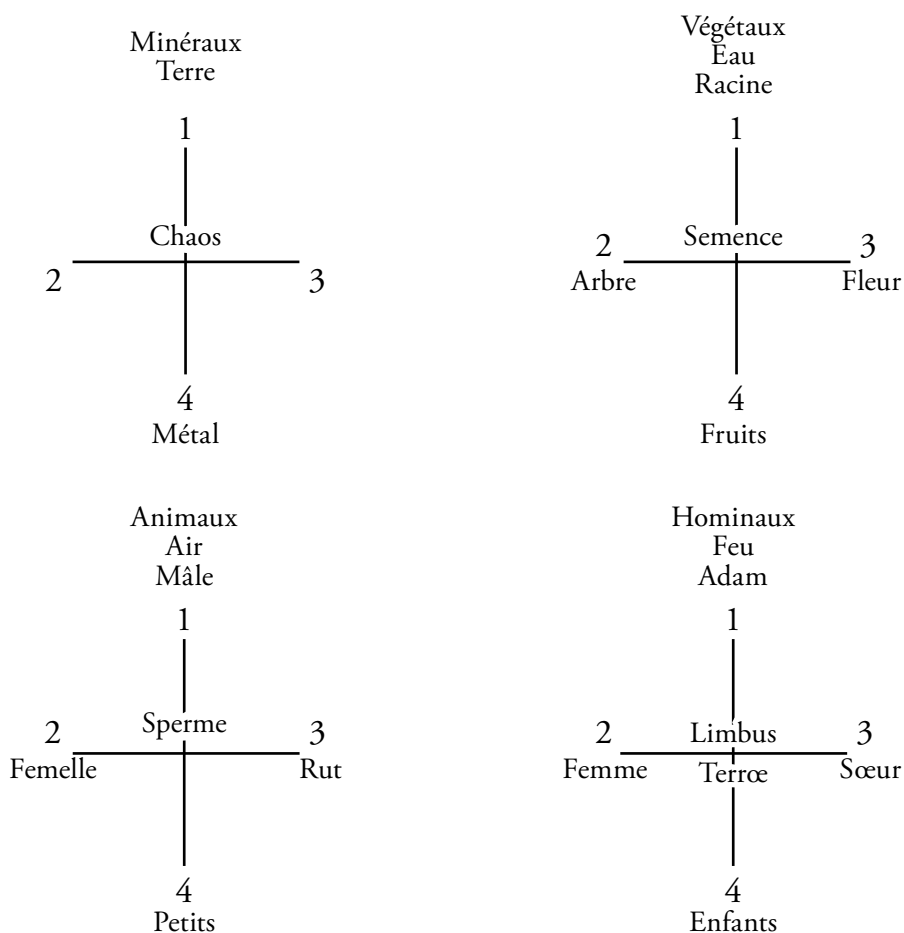 Minéraux
Terre
1
Chaos
2
3
4
Métal
Végétaux
Eau
Racine
1
2
Semence
3
Arbre
Fleur
4
Fruits
Animaux
Air
Mâle
1
2
Sperme
3
Femelle
Rut
4
Petits
Hominaux
Feu
Adam
1
2
Limbus
3
Femme
Terrœ
Sœur
4
Enfants